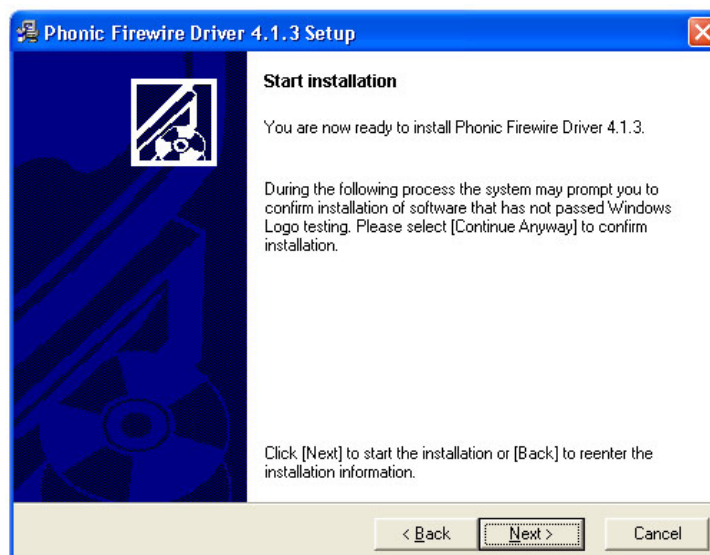 Phonic Firewire Driver 4.1.3 Setup
Start installation
You are now ready to install Phonic Firewire Driver 4.1.3.
During the following process the system may prompt you to
confirm installation of software that has not passed Windows
Logo testing. Please select [Continue Anyway] to confirm
installation.
Click [Next] to start the installation or [Back] to reenter the
installation information.
< Back
Next >
Cancel